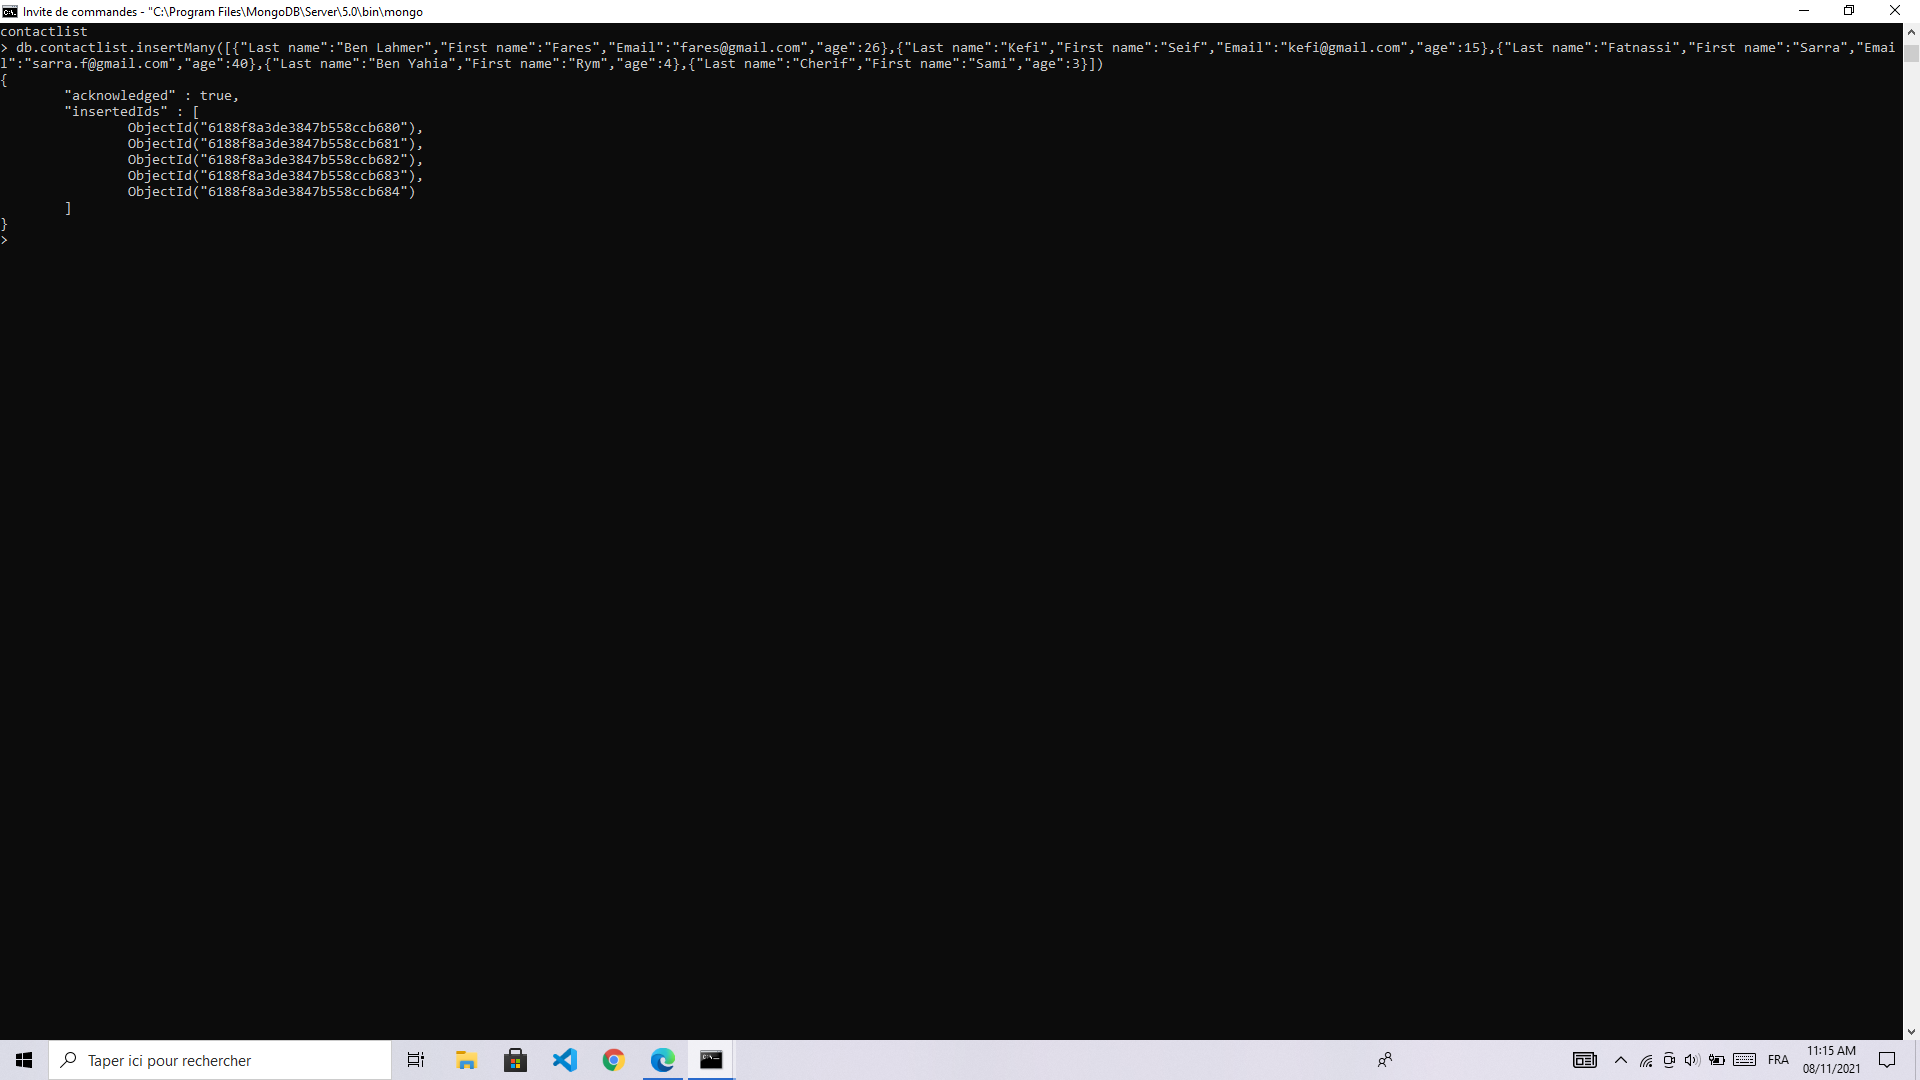 Invite de commandes - "C:\Program Files\MongoDB\Server\5.0\bin\mongo
contactlist
> db.contactlist.insertMany([{"Last name":"Ben Lahmer","First name":"Fares","Email":"fares@gmail.com","age":26},{"Last name":"Kefi","First name":"Seif","Email":"kefi@gmail.com","age":15},{"Last name":"Fatnassi","First name":"Sarra","Emai
l":"sarra.f@gmail.com","age":40},{"Last name":"Ben Yahia","First name":"Rym","age":4},{"Last name":"Cherif","First name":"Sami","age":3}])
{
        "acknowledged" : true,
        "insertedIds" : [
                ObjectId("6188f8a3de3847b558ccb680"),
                ObjectId("6188f8a3de3847b558ccb681"),
                ObjectId("6188f8a3de3847b558ccb682"),
                ObjectId("6188f8a3de3847b558ccb683"),
                ObjectId("6188f8a3de3847b558ccb684")
        ]
}
>
Taper ici pour rechercher
FRA
11:15 AM
08/11/2021